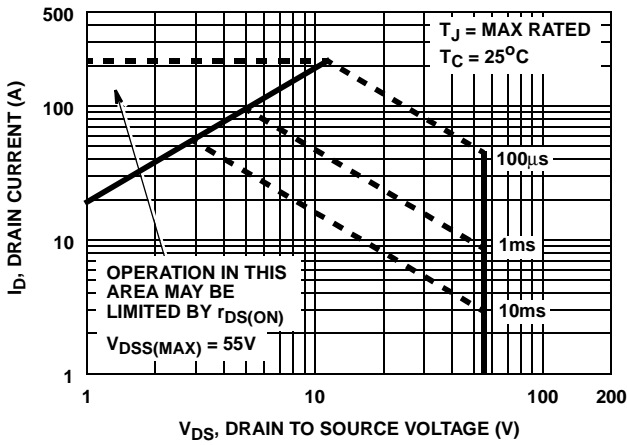 500
T_J = MAX RATED
T_C = 25°C
100
100µs
10
1ms
OPERATION IN THIS
AREA MAY BE
LIMITED BY r_DS(ON)
V_DSS(MAX) = 55V
10ms
1
1
10
100
200
I_D, DRAIN CURRENT (A)
V_DS, DRAIN TO SOURCE VOLTAGE (V)